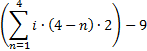 (∑_{n=1}^{4} i · (4 − n) · 2) − 9